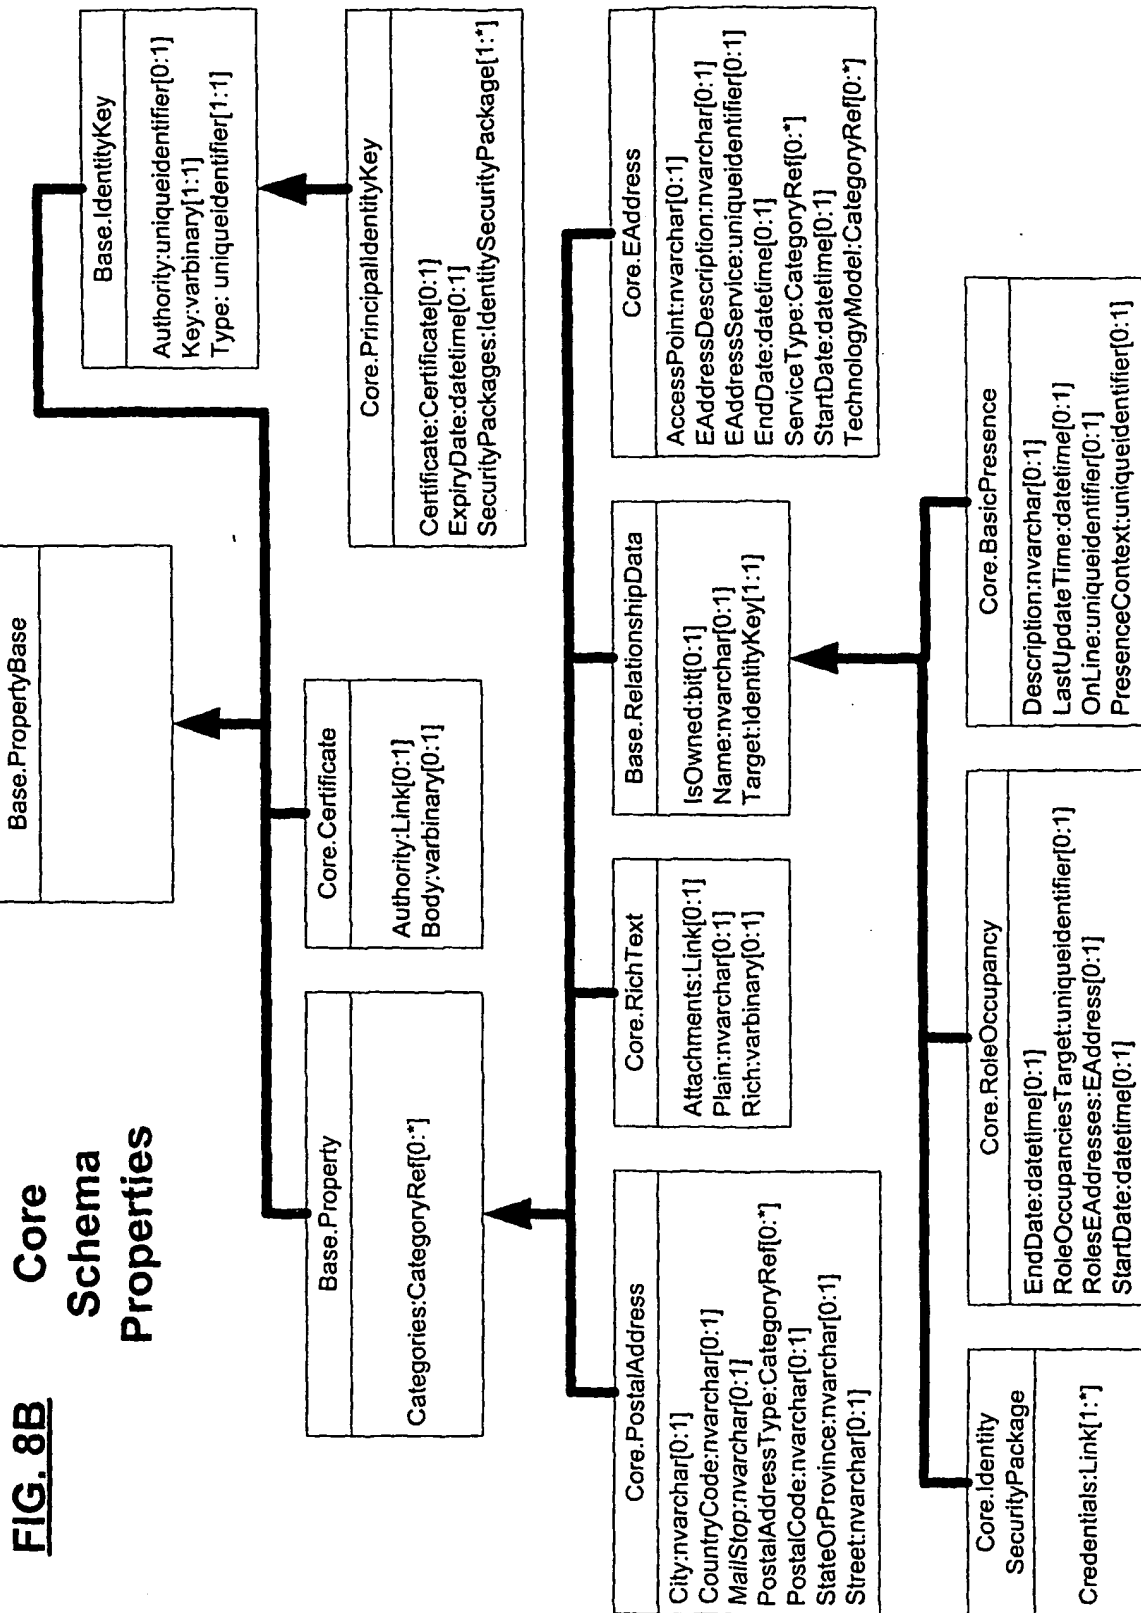 FIG. 8B
Core
Schema
Properties
Base.PropertyBase
Base.Property
Categories:CategoryRef[0:*]
Core.Certificate
Authority:Link[0:1]
Body:varbinary[0:1]
Base.IdentityKey
Authority:uniqueidentifier[0:1]
Key:varbinary[1:1]
Type: uniqueidentifier[1:1]
Core.PrincipalIdentityKey
Certificate:Certificate[0:1]
ExpiryDate:datetime[0:1]
SecurityPackages:IdentitySecurityPackage[1:*]
Core.PostalAddress
City:nvarchar[0:1]
CountryCode:nvarchar[0:1]
MailStop:nvarchar[0:1]
PostalAddressType:CategoryRef[0:*]
PostalCode:nvarchar[0:1]
StateOrProvince:nvarchar[0:1]
Street:nvarchar[0:1]
Core.RichText
Attachments:Link[0:1]
Plain:nvarchar[0:1]
Rich:varbinary[0:1]
Base.RelationshipData
IsOwned:bit[0:1]
Name:nvarchar[0:1]
Target:IdentityKey[1:1]
Core.EAddress
AccessPoint:nvarchar[0:1]
EAddressDescription:nvarchar[0:1]
EAddressService:uniqueidentifier[0:1]
EndDate:datetime[0:1]
ServiceType:CategoryRef[0:*]
StartDate:datetime[0:1]
TechnologyModel:CategoryRef[0:*]
Core.Identity
SecurityPackage
Credentials:Link[1:*]
Core.RoleOccupancy
EndDate:datetime[0:1]
RoleOccupanciesTarget:uniqueidentifier[0:1]
RolesEAddresses:EAddress[0:1]
StartDate:datetime[0:1]
Core.BasicPresence
Description:nvarchar[0:1]
LastUpdateTime:datetime[0:1]
OnLine:uniqueidentifier[0:1]
PresenceContext:uniqueidentifier[0:1]